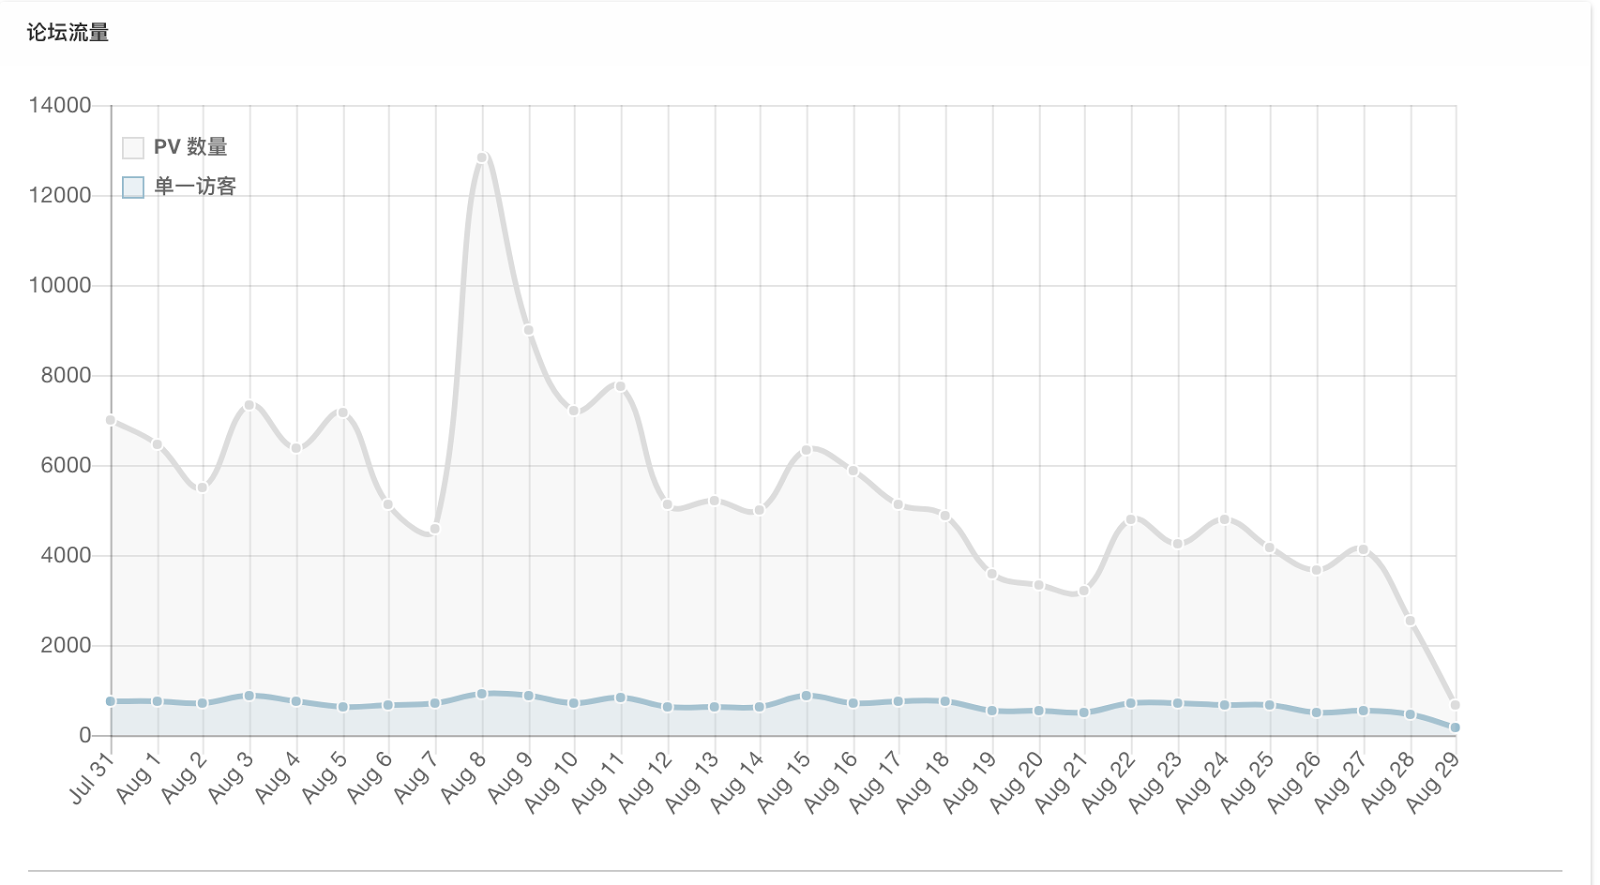 论坛流量
14000
PV 数量
单一访客
12000
10000
8000
6000
4000
2000
0
Jul 31
Aug 1
Aug 2
Aug 3
Aug 4
Aug 5
Aug 6
Aug 7
Aug 8
Aug 9
Aug 10
Aug 11
Aug 12
Aug 13
Aug 14
Aug 15
Aug 16
Aug 17
Aug 18
Aug 19
Aug 20
Aug 21
Aug 22
Aug 23
Aug 24
Aug 25
Aug 26
Aug 27
Aug 28
Aug 29